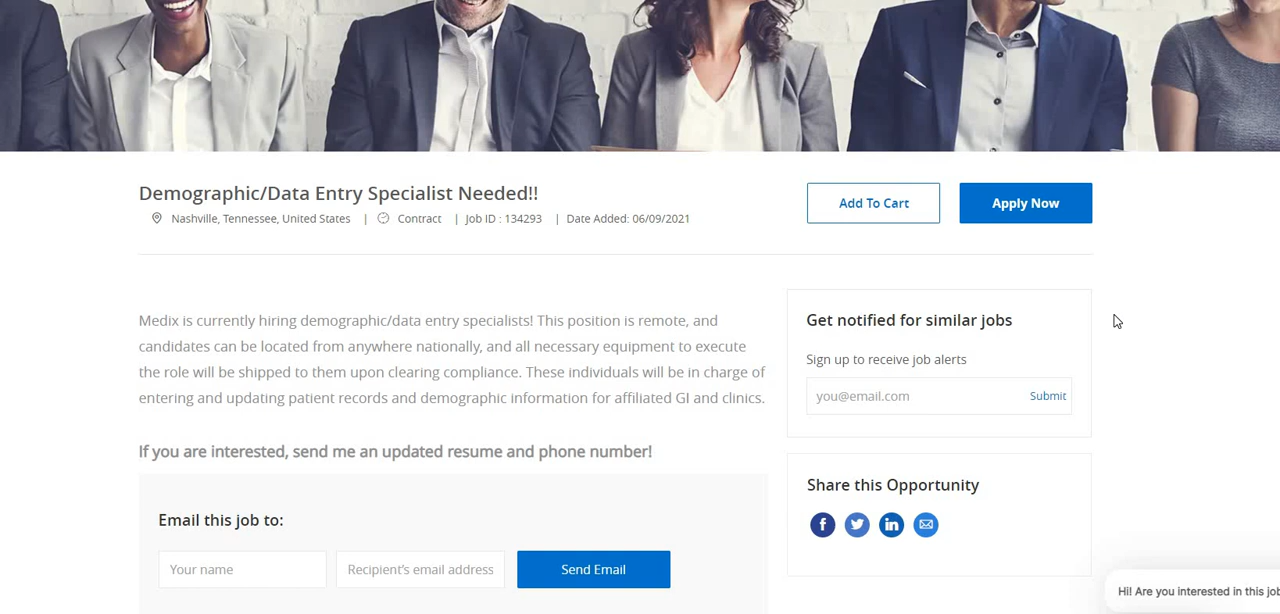 Demographic/Data Entry Specialist Needed!!
Add To Cart
Apply Now
Nashville, Tennessee, United States | Contract | Job ID : 134293 | Date Added: 06/09/2021
Medix is currently hiring demographic/data entry specialists! This position is remote, and
candidates can be located from anywhere nationally, and all necessary equipment to execute
the role will be shipped to them upon clearing compliance. These individuals will be in charge of
entering and updating patient records and demographic information for affiliated GI and clinics.
If you are interested, send me an updated resume and phone number!
Email this job to:
Your name
Recipient's email address
Send Email
Get notified for similar jobs
Sign up to receive job alerts
you@email.com
Submit
Share this Opportunity
Hi! Are you interested in this job